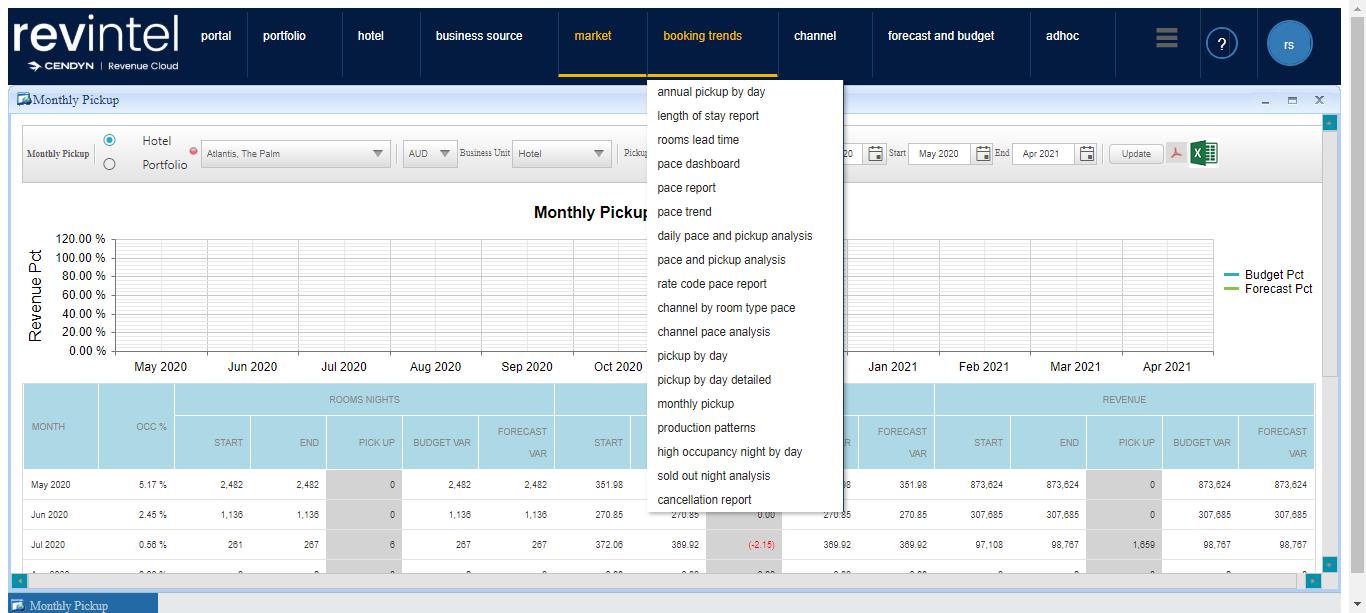 revintel
CENDYN | Revenue Cloud
portal portfolio hotel business source market booking trends channel forecast and budget adhoc ? rs
Monthly Pickup
Monthly Pickup Hotel Portfolio Atlantis, The Palm AUD Business Unit Hotel Pickup 20 Start May 2020 End Apr 2021 Update
annual pickup by day
length of stay report
rooms lead time
pace dashboard
pace report
pace trend
daily pace and pickup analysis
pace and pickup analysis
rate code pace report
channel by room type pace
channel pace analysis
pickup by day
pickup by day detailed
monthly pickup
production patterns
high occupancy night by day
sold out night analysis
cancellation report
Monthly Pickup
Revenue Pct
120.00 %
100.00 %
80.00 %
60.00 %
40.00 %
20.00 %
0.00 %
May 2020 Jun 2020 Jul 2020 Aug 2020 Sep 2020 Oct 2020 Jan 2021 Feb 2021 Mar 2021 Apr 2021
Budget Pct
Forecast Pct
ROOMS NIGHTS REVENUE
MONTH OCC % START END PICK UP BUDGET VAR FORECAST VAR START FORECAST VAR START END PICK UP BUDGET VAR FORECAST VAR
May 2020 5.17 % 2,482 2,482 0 2,482 2,482 351.98 98 351.98 873,624 873,624 0 873,624 873,624
Jun 2020 2.45 % 1,136 1,136 0 1,136 1,136 270.85 270.85 0.00 270.85 270.85 307,685 307,685 0 307,685 307,685
Jul 2020 0.56 % 261 267 6 267 267 372.06 369.92 (-2.15) 369.92 369.92 97,108 98,767 1,659 98,767 98,767
Monthly Pickup